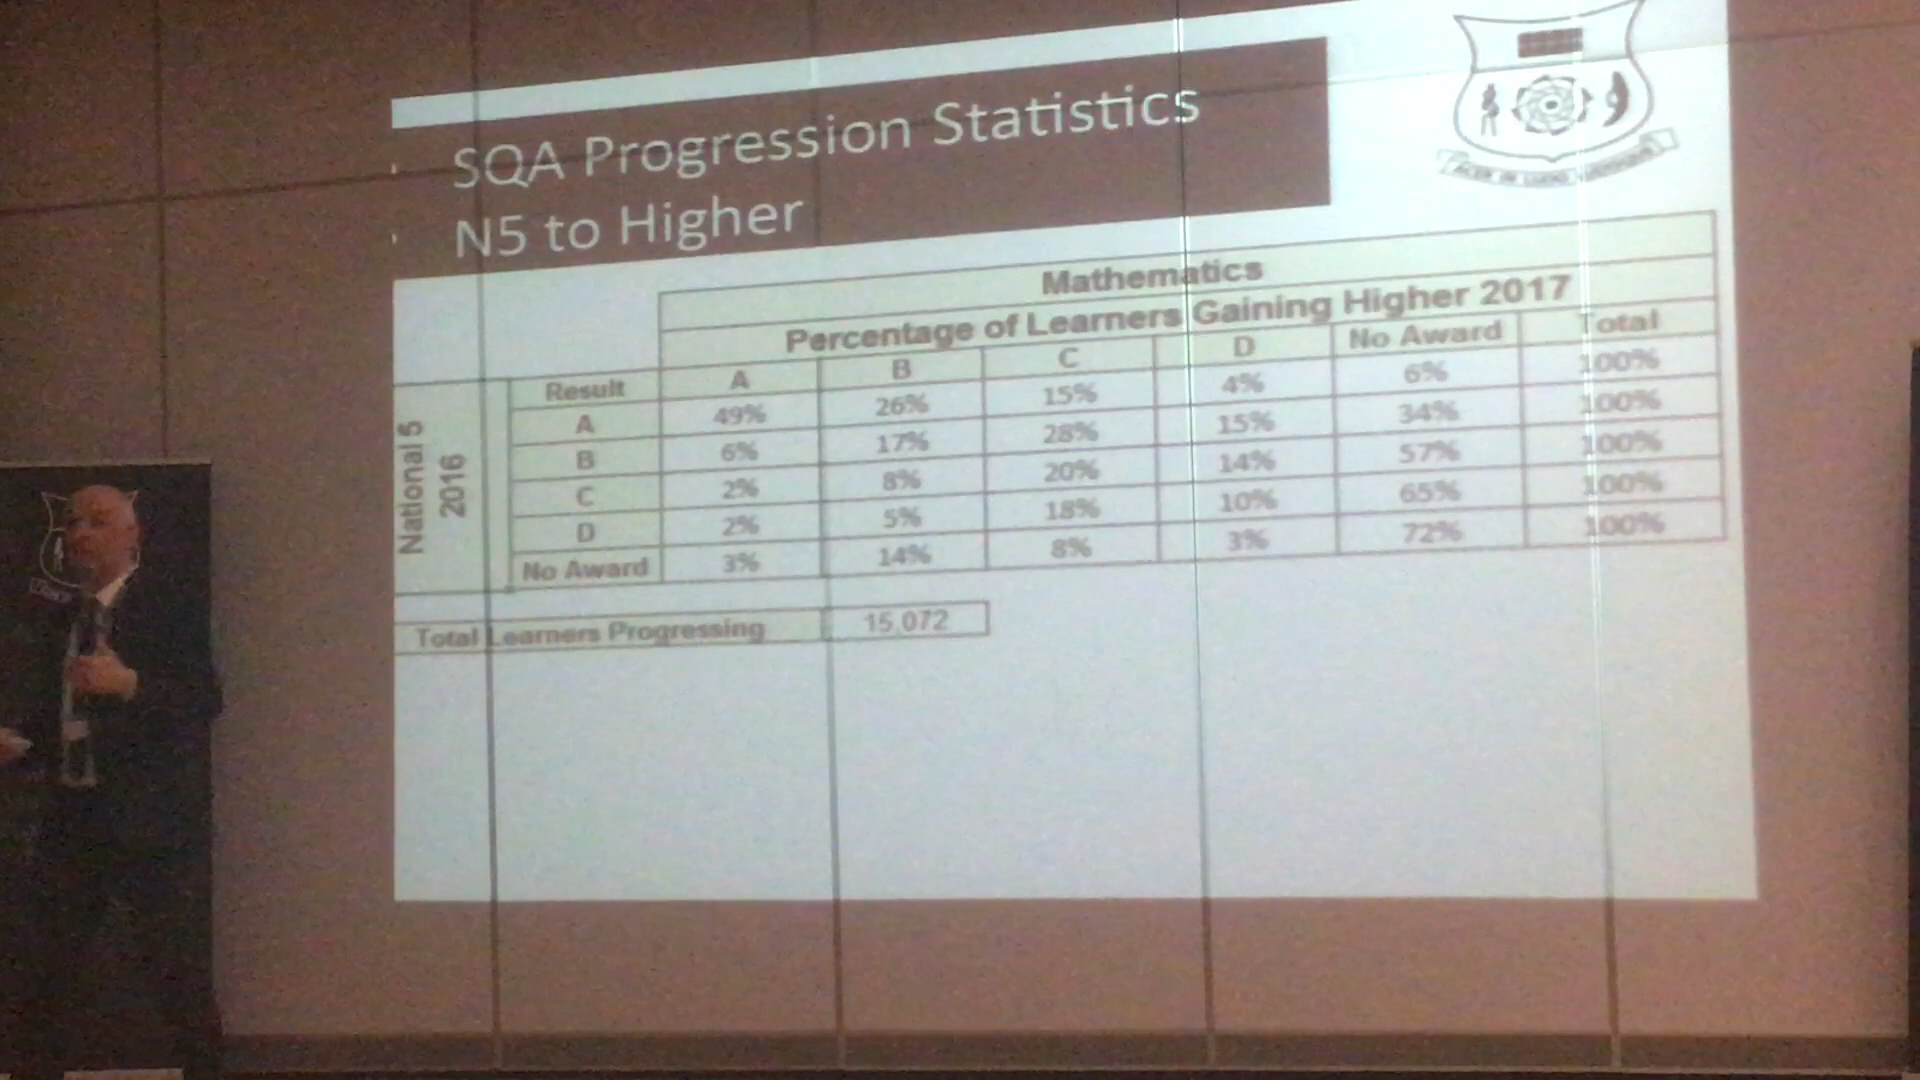 SQA Progression Statistics
N5 to Higher
Mathematics
Percentage of Learners Gaining Higher 2017
Result A B C D No Award Total
National 5
2016
A 49% 26% 15% 4% 6% 100%
B 6% 17% 28% 15% 34% 100%
C 2% 8% 20% 14% 57% 100%
D 2% 5% 18% 10% 65% 100%
No Award 3% 14% 8% 3% 72% 100%
Total Learners Progressing 15,072